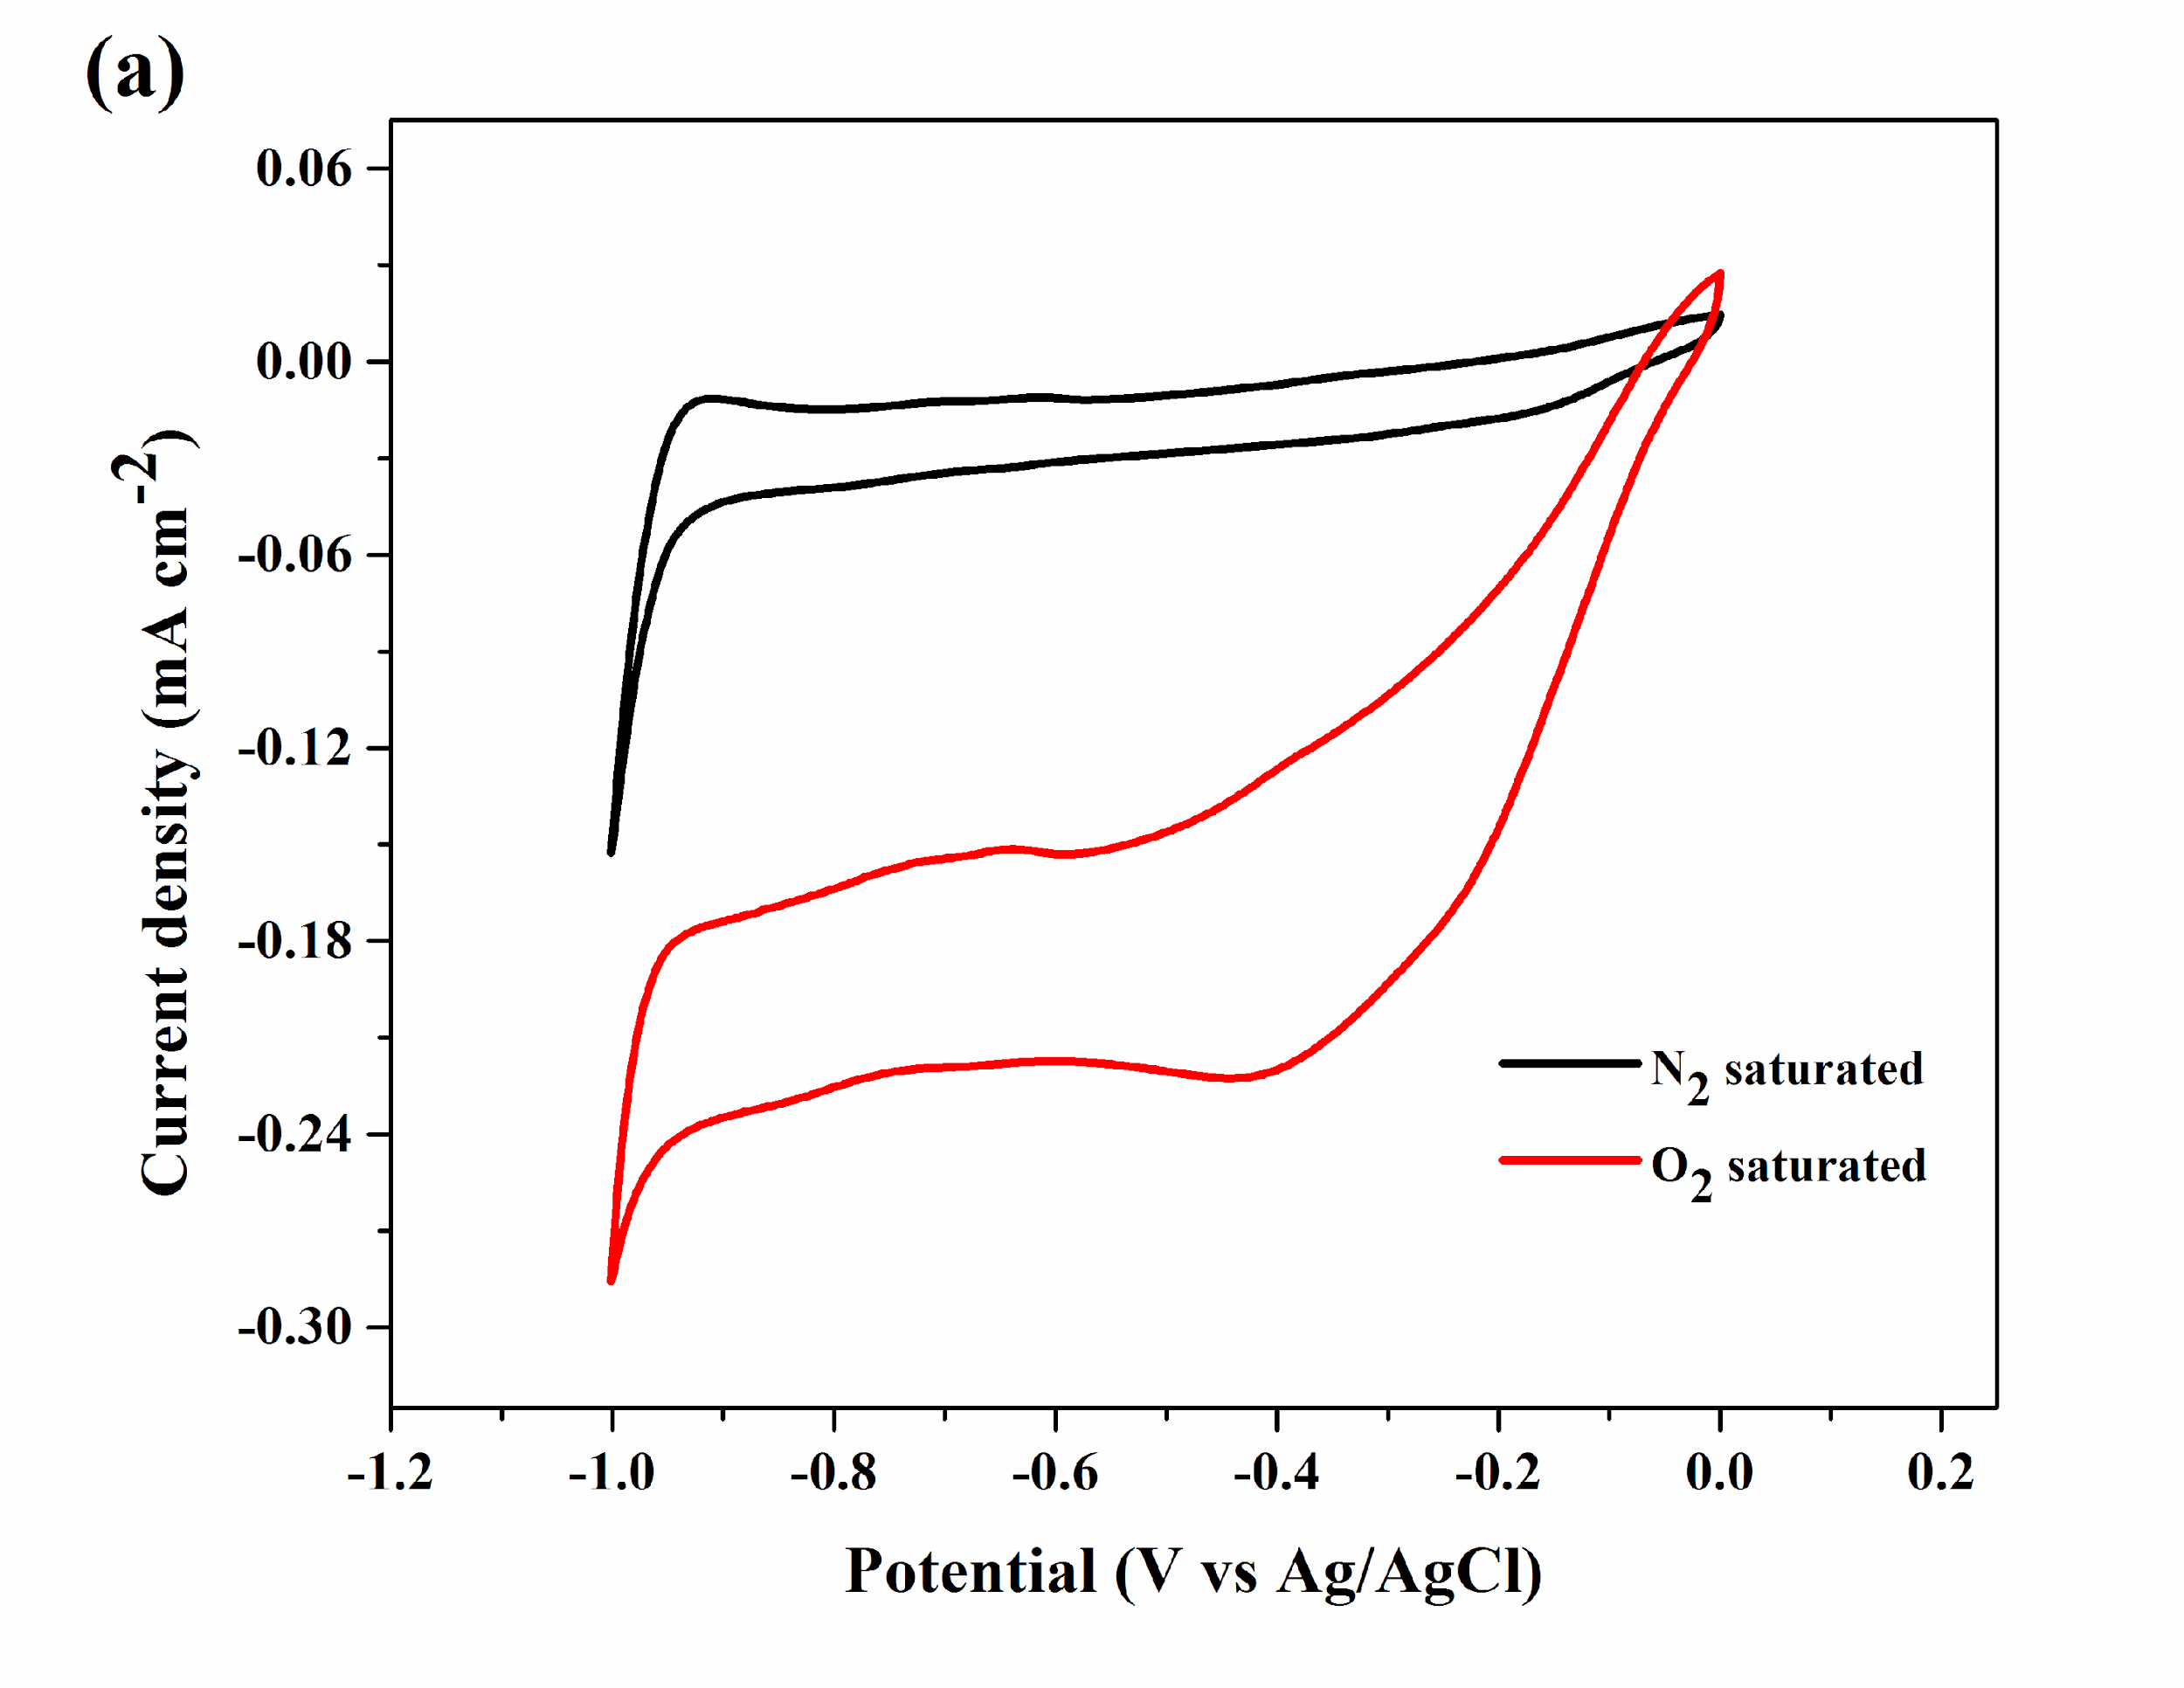 (a)
0.06
0.00
-0.06
-0.12
-0.18
-0.24
-0.30
Current density (mA cm-2)
N2 saturated
O2 saturated
-1.2 -1.0 -0.8 -0.6 -0.4 -0.2 0.0 0.2
Potential (V vs Ag/AgCl)